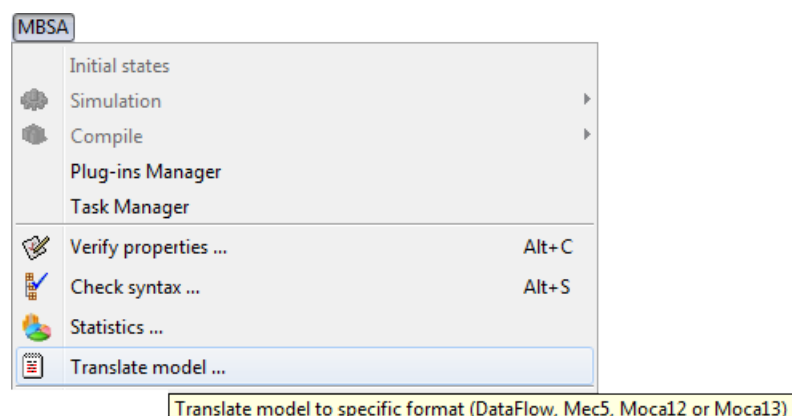 MBSA
Initial states
Simulation
Compile
Plug-ins Manager
Task Manager
Verify properties ... Alt+C
Check syntax ... Alt+S
Statistics ...
Translate model ...
Translate model to specific format (DataFlow, Mec5, Moca12 or Moca13)